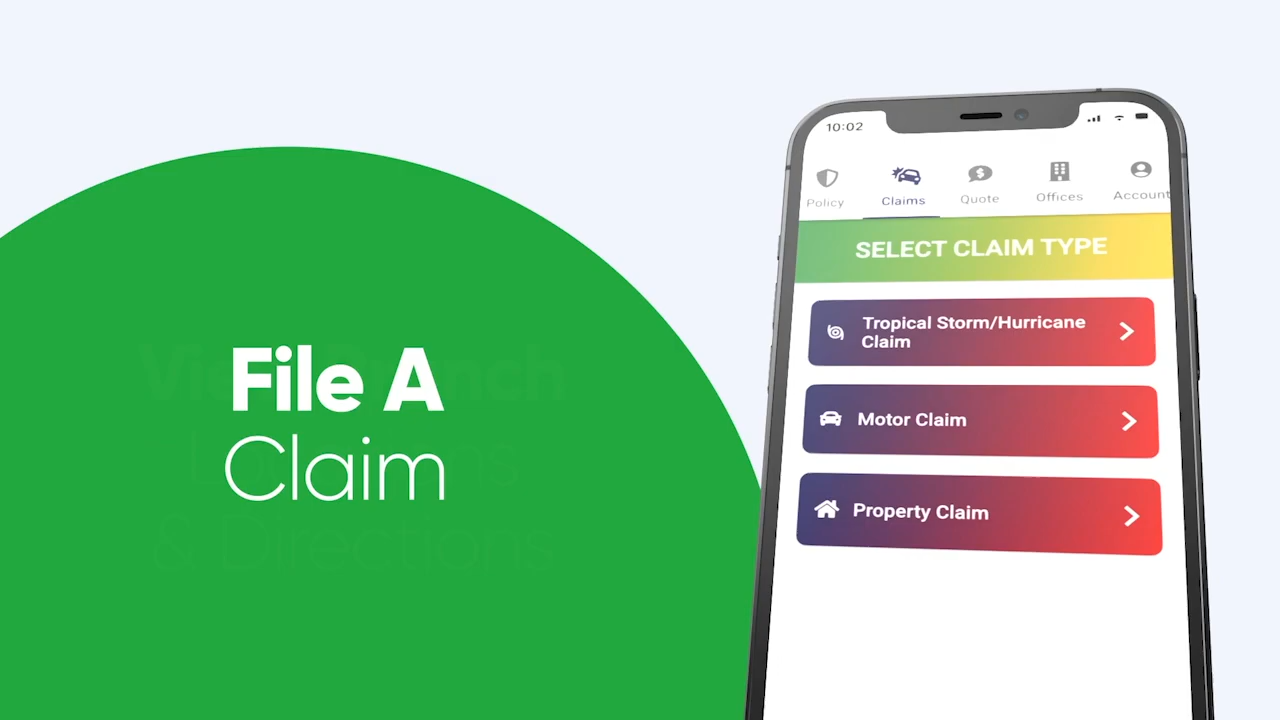 File A
Claim
& Directions
10:02
Policy
Claims
Quote
Offices
Account
SELECT CLAIM TYPE
Tropical Storm/Hurricane
Claim
Motor Claim
Property Claim